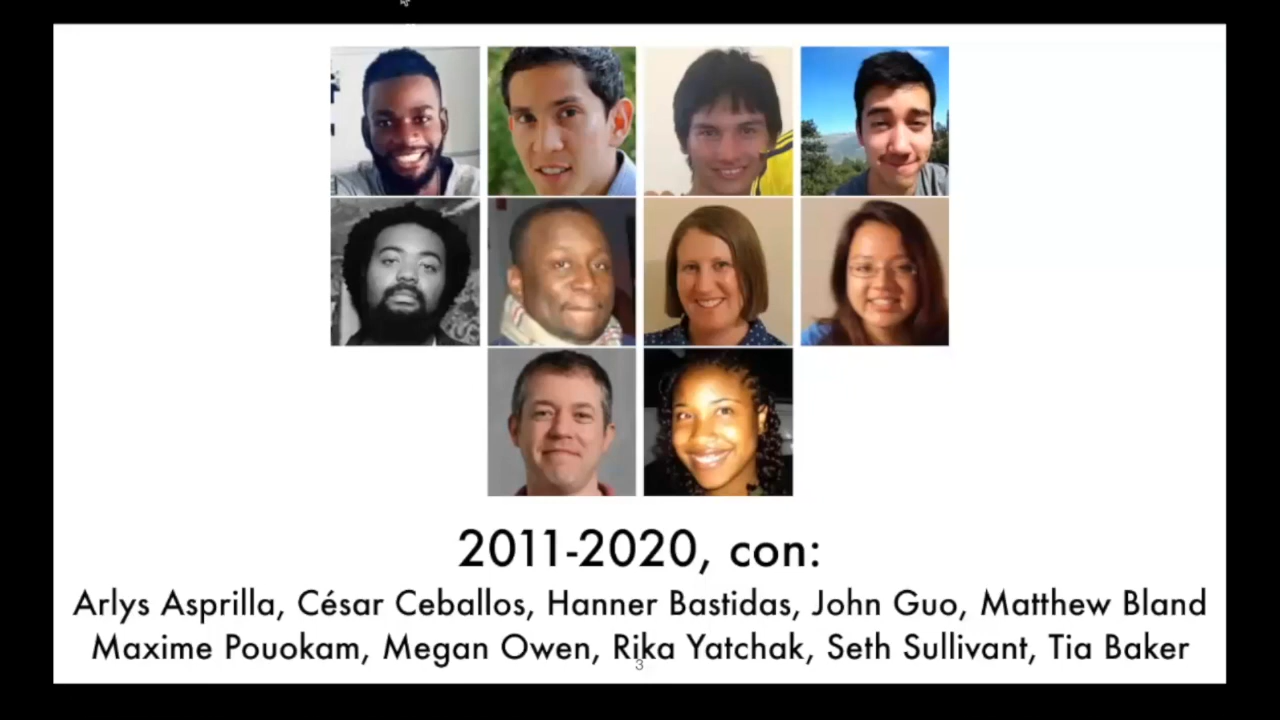 2011-2020, con:
Arlys Asprilla, César Ceballos, Hanner Bastidas, John Guo, Matthew Bland
Maxime Pouokam, Megan Owen, Rika Yatchak, Seth Sullivant, Tia Baker
3